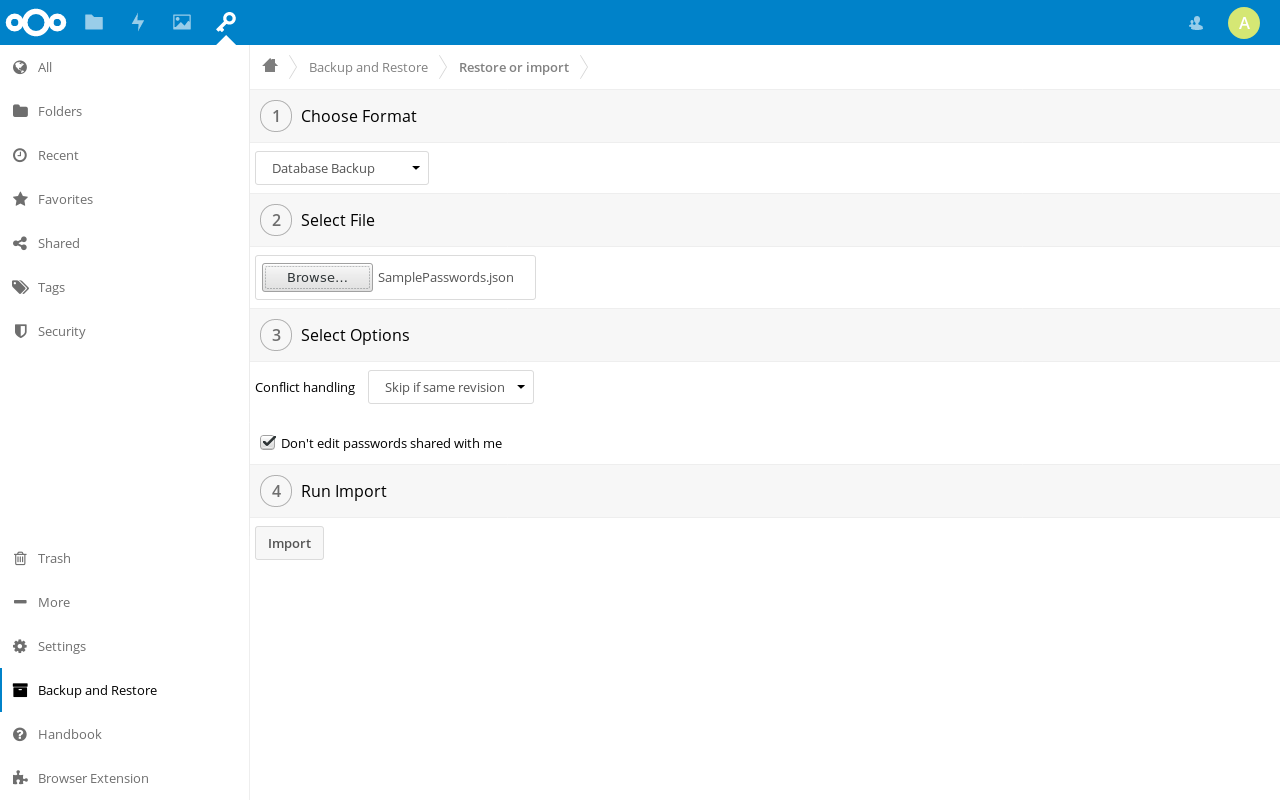 A
All
Folders
Recent
Favorites
Shared
Tags
Security
Trash
More
Settings
Backup and Restore
Handbook
Browser Extension
Backup and Restore
Restore or import
1 Choose Format
Database Backup
2 Select File
Browse... SamplePasswords.json
3 Select Options
Conflict handling Skip if same revision
Don't edit passwords shared with me
4 Run Import
Import